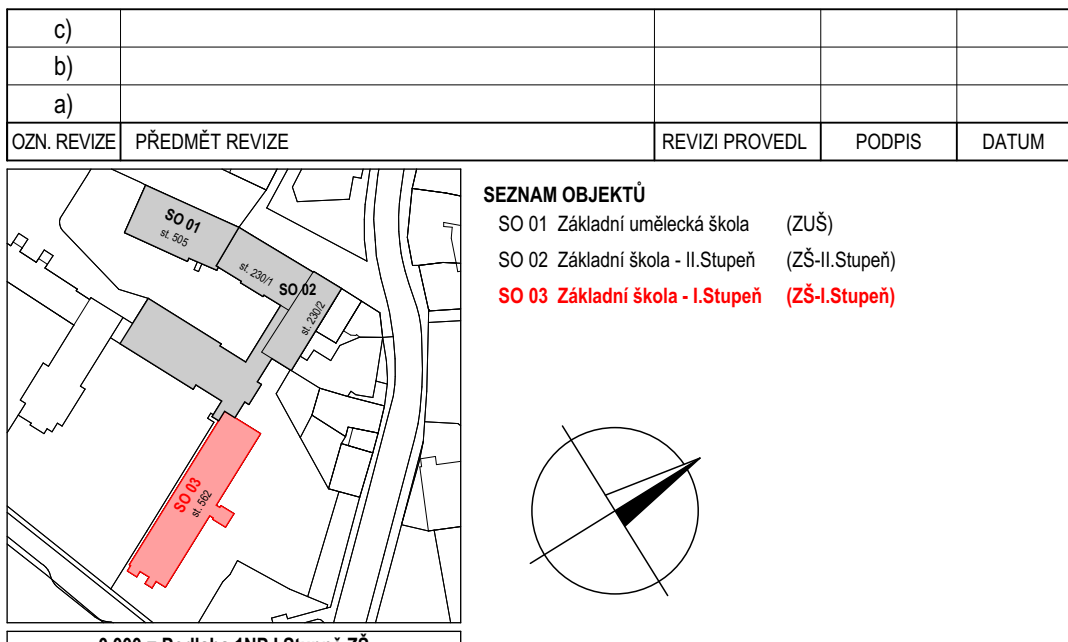 c)
b)
a)
OZN. REVIZE PŘEDMĚT REVIZE REVIZI PROVEDL PODPIS DATUM
SEZNAM OBJEKTŮ
SO 01 Základní umělecká škola (ZUŠ)
SO 02 Základní škola - II.Stupeň (ZŠ-II.Stupeň)
SO 03 Základní škola - I.Stupeň (ZŠ-I.Stupeň)
SO 01
st. 505
st. 230/1
SO 02
st. 230/2
SO 03
st. 562